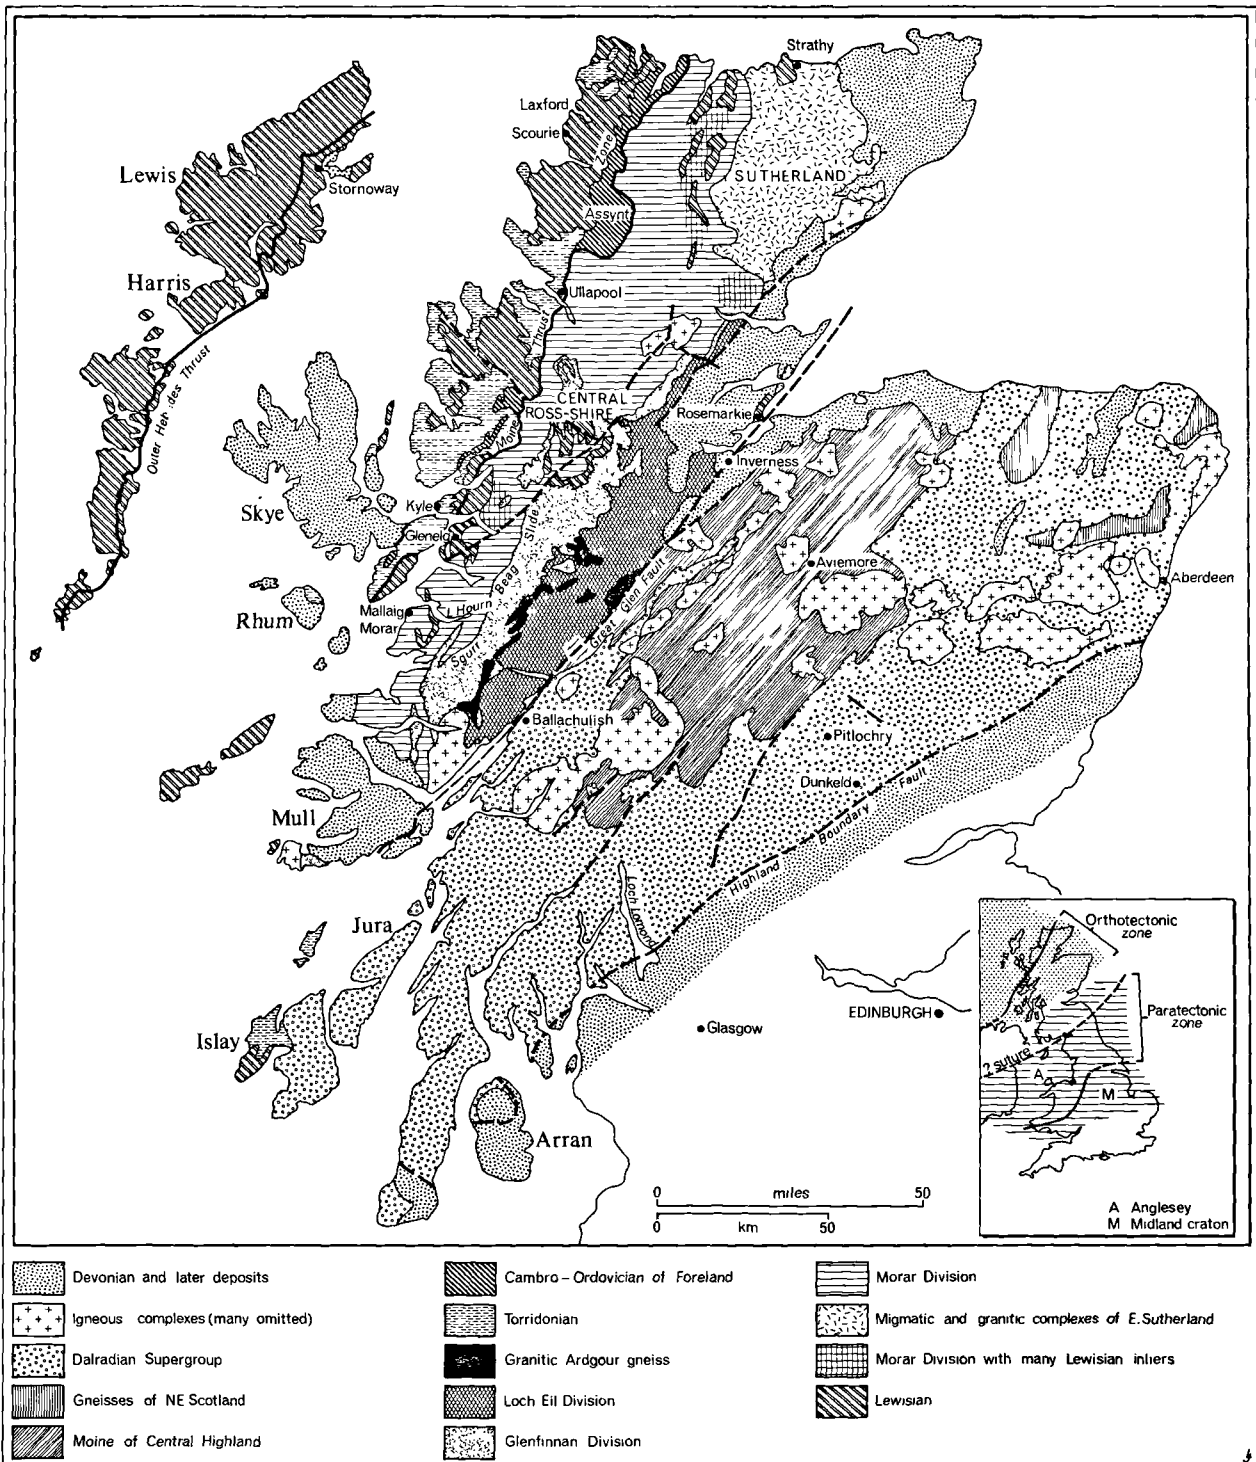 Strathy
Laxford
Scourie
Zone
Lewis
Stornoway
SUTHERLAND
Assynt
Harris
Ullapool
Outer Heb des Thrust
Thrust
CENTRAL
ROSS-SHIRE
Moine
Rosemarkie
Inverness
Skye
Kyle
Glenelg
Slide
Beag
Aviemore
Aberdeen
Great Glen Fault
Rhum
Mallaig
L Hourn
Morar
Sgurr
Ballachulish
Pitlochry
Dunkeld
Mull
Highland Boundary Fault
Loch Lomond
Jura
Orthotectonic
zone
Islay
Glasgow
EDINBURGH
Paratectonic
zone
? suture
A
M
Arran
0 miles 50
0 km 50
A Anglesey
M Midland craton
Devonian and later deposits
Igneous complexes (many omitted)
Dalradian Supergroup
Gneisses of NE Scotland
Moine of Central Highland
Cambro-Ordovician of Foreland
Torridonian
Granitic Ardgour gneiss
Loch Eil Division
Glenfinnan Division
Morar Division
Migmatic and granitic complexes of E. Sutherland
Morar Division with many Lewisian inliers
Lewisian